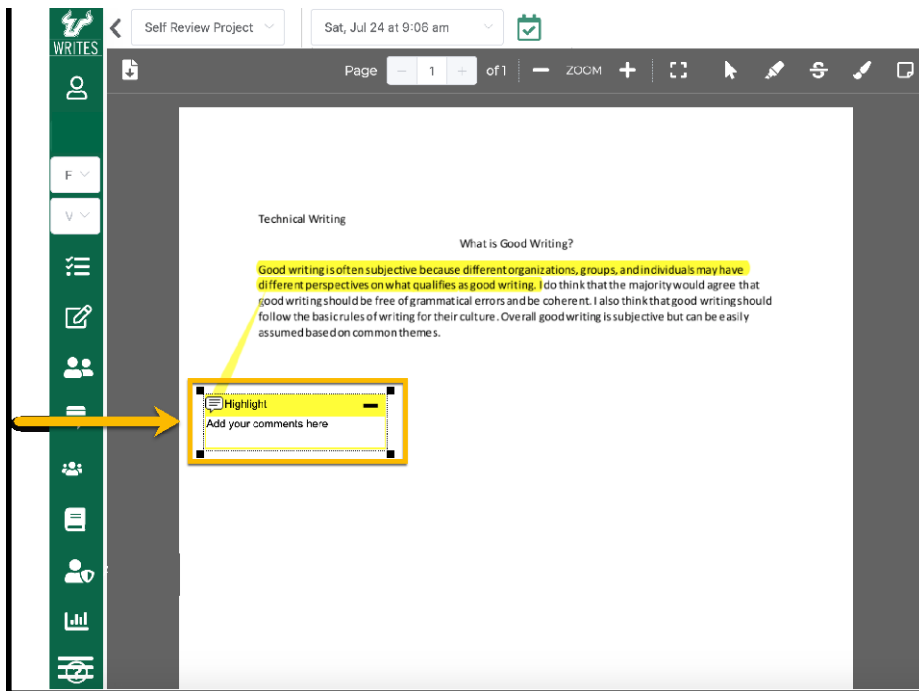 WRITES
Self Review Project
Sat, Jul 24 at 9:06 am
Page - 1 + of 1 ZOOM
F
V
Technical Writing
What is Good Writing?
Good writing is often subjective because different organizations, groups, and individuals may have
different perspectives on what qualifies as good writing. I do think that the majority would agree that
good writing should be free of grammatical errors and be coherent. I also think that good writing should
follow the basic rules of writing for their culture. Overall good writing is subjective but can be easily
assumed based on common themes.
Highlight
Add your comments here